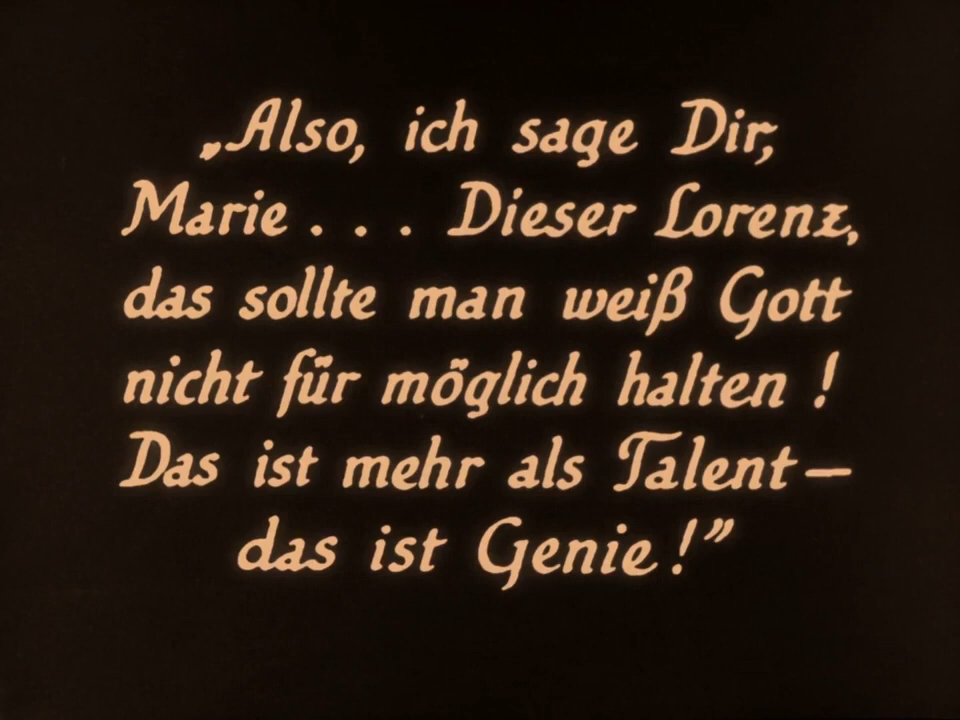 „Also, ich sage Dir,
Marie . . . Dieser Lorenz,
das sollte man weiß Gott
nicht für möglich halten !
Das ist mehr als Talent —
das ist Genie !”